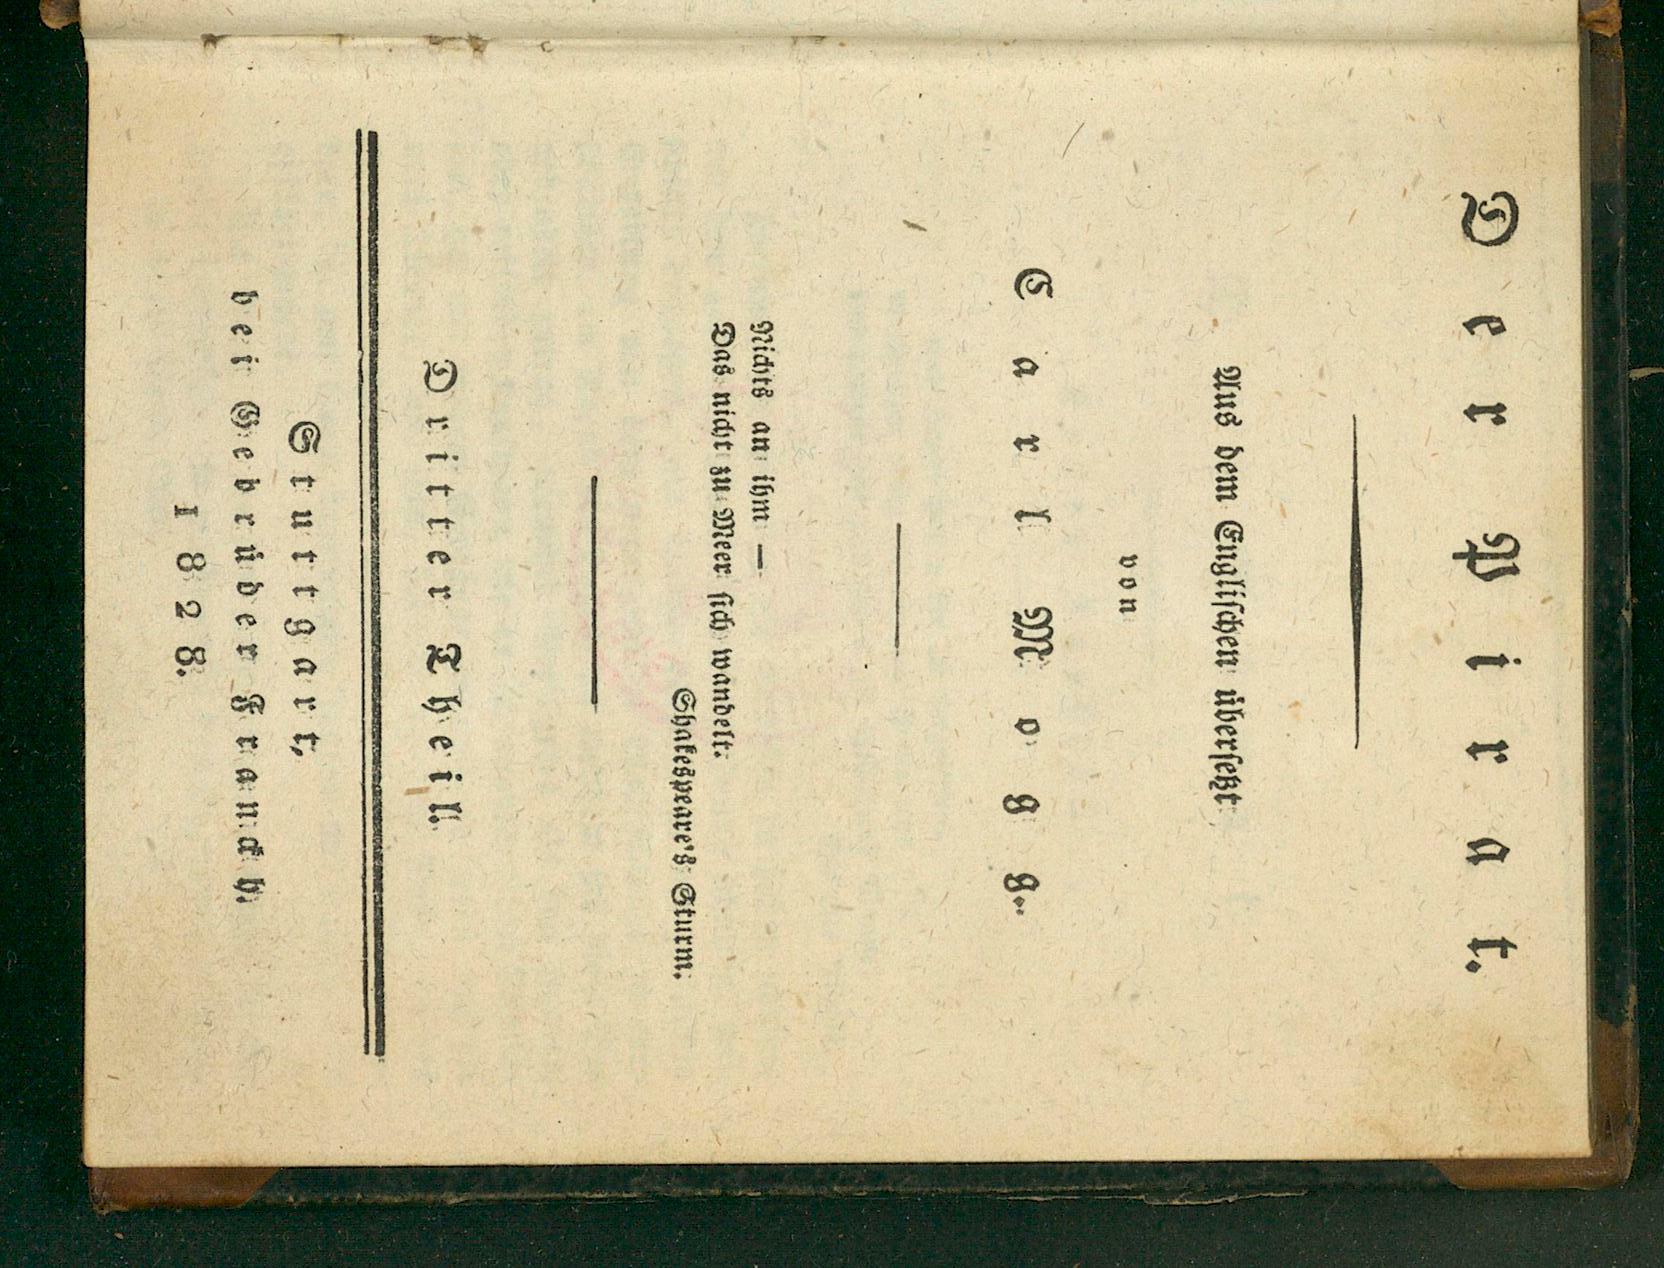 Der Pirat.
Aus dem Englischen übersetzt
von
Carl Mogg.
Nichts an ihm —
Das nicht zu Meer sich wandelt.
Shakespeare's Sturm.
Dritter Theil.
Stuttgart,
bei Gebrüder Franckh.
1828.